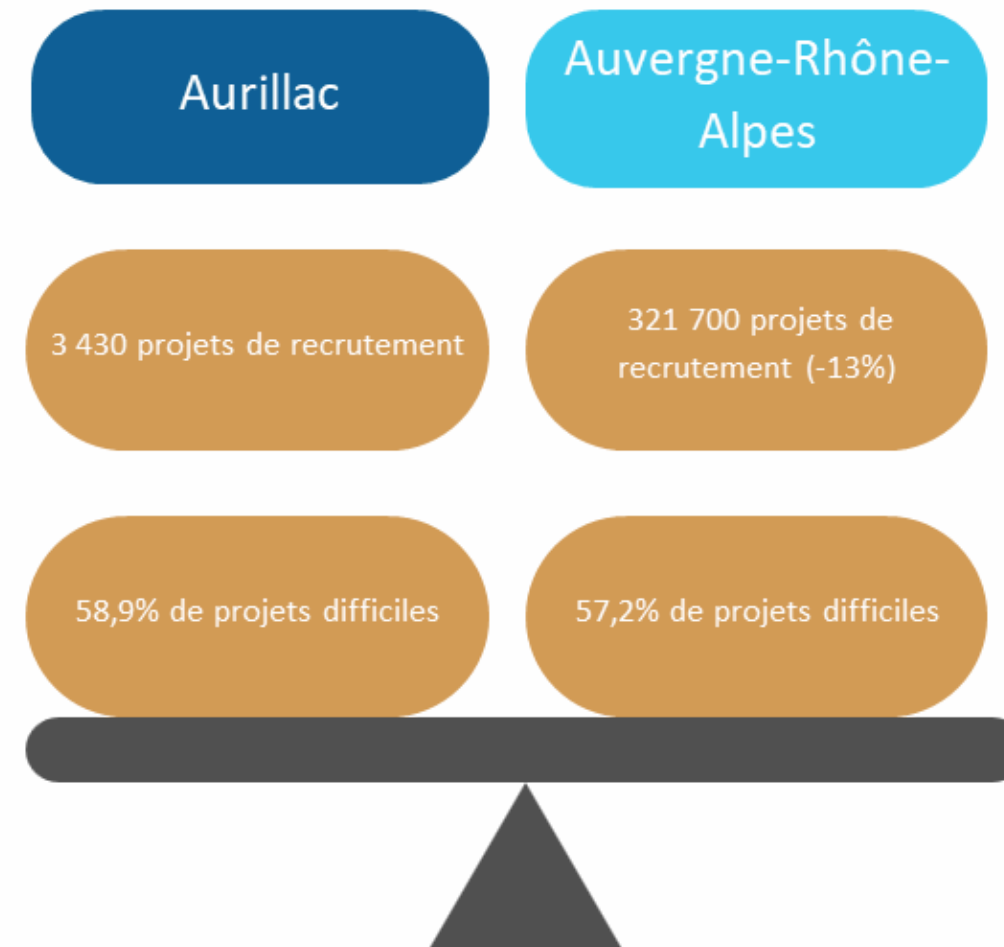 Aurillac
Auvergne-Rhône-
Alpes
3 430 projets de recrutement
321 700 projets de
recrutement (-13%)
58,9% de projets difficiles
57,2% de projets difficiles